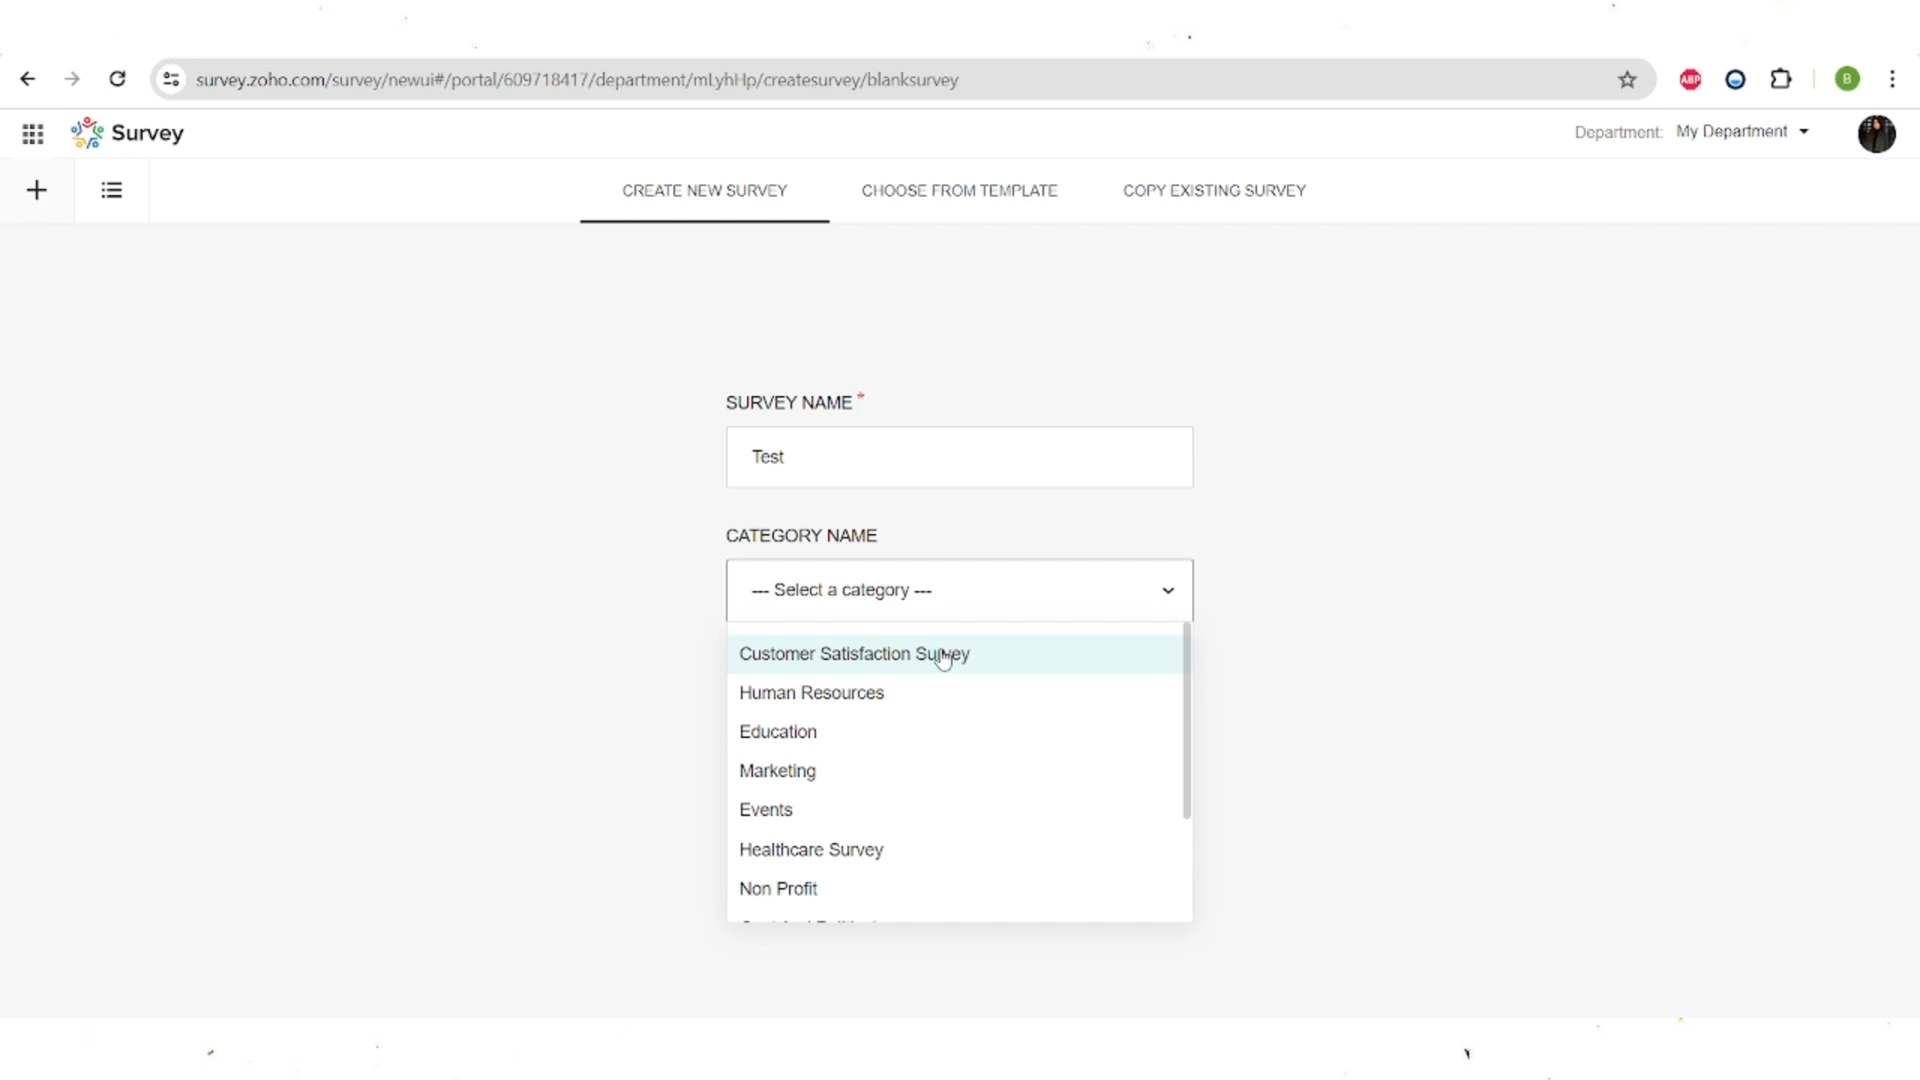 survey.zoho.com/survey/newui#/portal/609718417/department/mLyhHp/createsurvey/blanksurvey
ABP
B
Survey
Department: My Department
CREATE NEW SURVEY
CHOOSE FROM TEMPLATE
COPY EXISTING SURVEY
SURVEY NAME *
Test
CATEGORY NAME
--- Select a category ---
Customer Satisfaction Survey
Human Resources
Education
Marketing
Events
Healthcare Survey
Non Profit